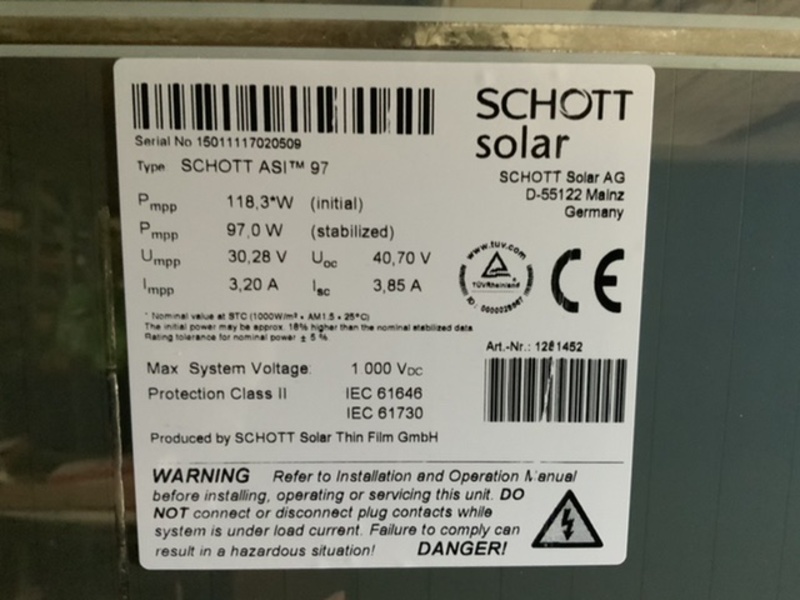 SCHOTT
solar
Serial No 15011117020509
Type: SCHOTT ASI™ 97
SCHOTT Solar AG
D-55122 Mainz
Germany
Pmpp 118,3*W (initial)
Pmpp 97,0 W (stabilized)
Umpp 30,28 V Uoc 40,70 V
Impp 3,20 A Isc 3,85 A
www.tuv.com
TÜVRheinland
ID:
CE
* Nominal value at STC (1000W/m² • AM1.5 • 25°C)
The initial power may be approx. 18% higher than the nominal stabilized data
Rating tolerance for nominal power ± 5 %
Art.-Nr.: 1281452
Max System Voltage: 1.000 VDC
Protection Class II IEC 61646
IEC 61730
Produced by SCHOTT Solar Thin Film GmbH
WARNING Refer to Installation and Operation Manual
before installing, operating or servicing this unit. DO
NOT connect or disconnect plug contacts while
system is under load current. Failure to comply can
result in a hazardous situation! DANGER!